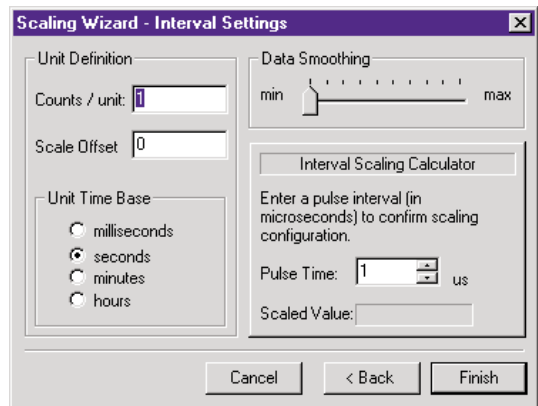 Scaling Wizard - Interval Settings
Unit Definition
Counts / unit: 1
Scale Offset 0
Unit Time Base
milliseconds
seconds
minutes
hours
Data Smoothing
min max
Interval Scaling Calculator
Enter a pulse interval (in
microseconds) to confirm scaling
configuration.
Pulse Time: 1 us
Scaled Value:
Cancel < Back Finish